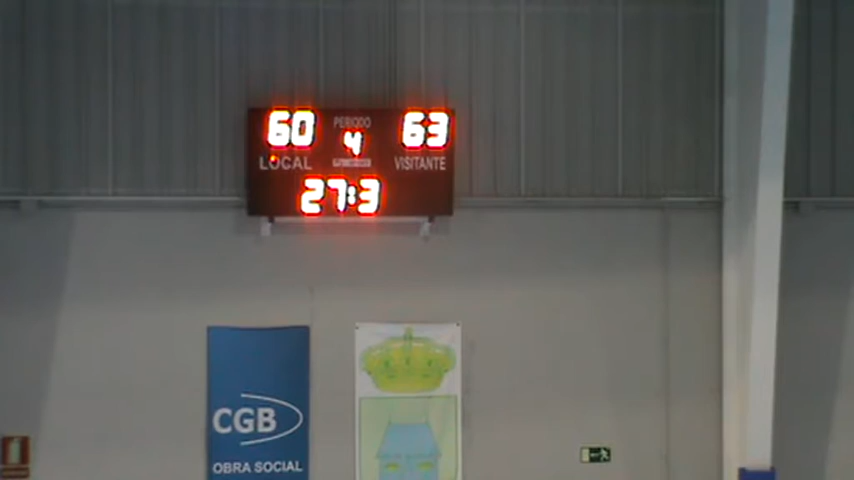 60 PERIODO 63
4
LOCAL VISITANTE
27:3
CGB
OBRA SOCIAL